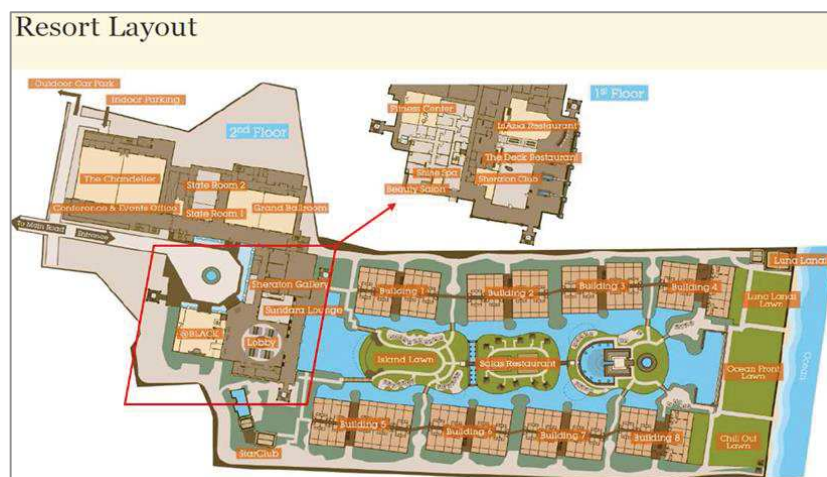 Resort Layout
Outdoor Car Park
Indoor Parking
2nd Floor
1st Floor
Fitness Center
IsAzia Restaurant
The Deck Restaurant
Shine Spa
Sheraton Club
Beauty Salon
The Chandelier
State Room 2
Conference & Events Office
State Room 1
Grand Ballroom
To Main Road
Entrance
Sheraton Gallery
Sundara Lounge
@BLACK
Lobby
StarClub
Building 1
Building 2
Building 3
Building 4
Luna Lanai
Luna Lanai
Lawn
Island Lawn
Salas Restaurant
Ocean Front
Lawn
Ocean
Building 5
Building 6
Building 7
Building 8
Chill Out
Lawn